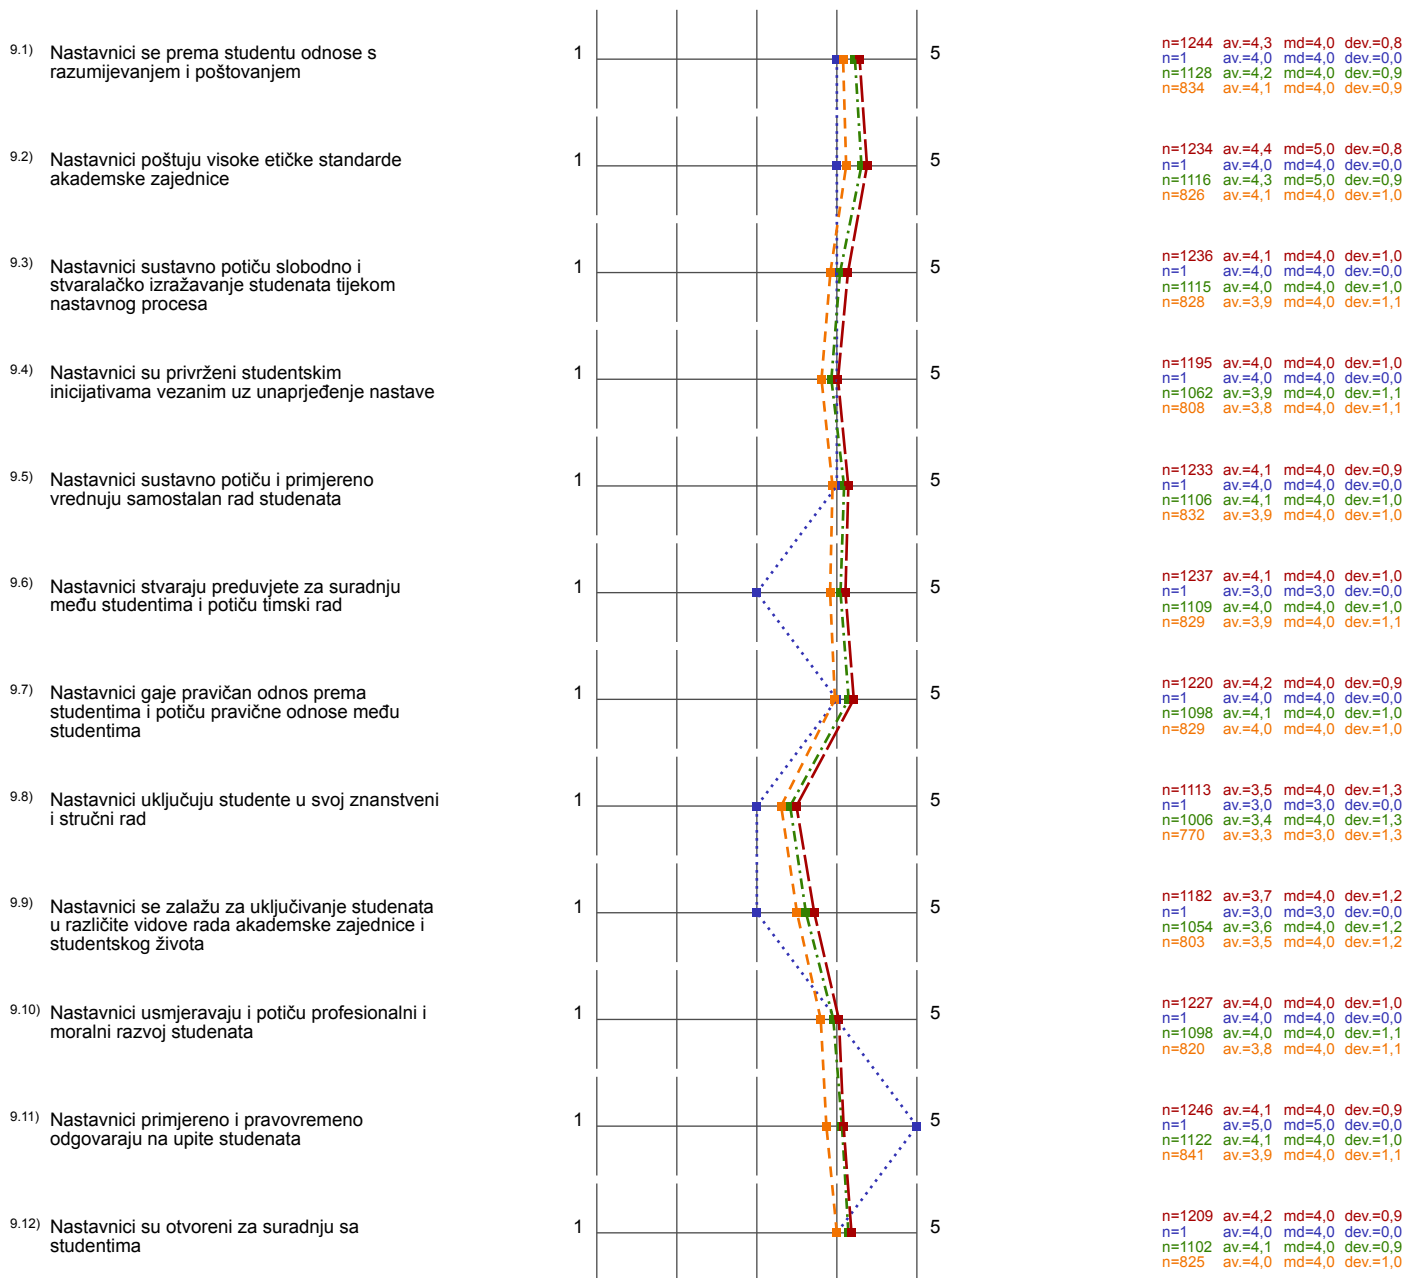 9.1) Nastavnici se prema studentu odnose s
razumijevanjem i poštovanjem
1 5
n=1244 av.=4,3 md=4,0 dev.=0,8
n=1 av.=4,0 md=4,0 dev.=0,0
n=1128 av.=4,2 md=4,0 dev.=0,9
n=834 av.=4,1 md=4,0 dev.=0,9
9.2) Nastavnici poštuju visoke etičke standarde
akademske zajednice
1 5
n=1234 av.=4,4 md=5,0 dev.=0,8
n=1 av.=4,0 md=4,0 dev.=0,0
n=1116 av.=4,3 md=5,0 dev.=0,9
n=826 av.=4,1 md=4,0 dev.=1,0
9.3) Nastavnici sustavno potiču slobodno i
stvaralačko izražavanje studenata tijekom
nastavnog procesa
1 5
n=1236 av.=4,1 md=4,0 dev.=1,0
n=1 av.=4,0 md=4,0 dev.=0,0
n=1115 av.=4,0 md=4,0 dev.=1,0
n=828 av.=3,9 md=4,0 dev.=1,1
9.4) Nastavnici su privrženi studentskim
inicijativama vezanim uz unaprjeđenje nastave
1 5
n=1195 av.=4,0 md=4,0 dev.=1,0
n=1 av.=4,0 md=4,0 dev.=0,0
n=1062 av.=3,9 md=4,0 dev.=1,1
n=808 av.=3,8 md=4,0 dev.=1,1
9.5) Nastavnici sustavno potiču i primjereno
vrednuju samostalan rad studenata
1 5
n=1233 av.=4,1 md=4,0 dev.=0,9
n=1 av.=4,0 md=4,0 dev.=0,0
n=1106 av.=4,1 md=4,0 dev.=1,0
n=832 av.=3,9 md=4,0 dev.=1,0
9.6) Nastavnici stvaraju preduvjete za suradnju
među studentima i potiču timski rad
1 5
n=1237 av.=4,1 md=4,0 dev.=1,0
n=1 av.=3,0 md=3,0 dev.=0,0
n=1109 av.=4,0 md=4,0 dev.=1,0
n=829 av.=3,9 md=4,0 dev.=1,1
9.7) Nastavnici gaje pravičan odnos prema
studentima i potiču pravične odnose među
studentima
1 5
n=1220 av.=4,2 md=4,0 dev.=0,9
n=1 av.=4,0 md=4,0 dev.=0,0
n=1098 av.=4,1 md=4,0 dev.=1,0
n=829 av.=4,0 md=4,0 dev.=1,0
9.8) Nastavnici uključuju studente u svoj znanstveni
i stručni rad
1 5
n=1113 av.=3,5 md=4,0 dev.=1,3
n=1 av.=3,0 md=3,0 dev.=0,0
n=1006 av.=3,4 md=4,0 dev.=1,3
n=770 av.=3,3 md=3,0 dev.=1,3
9.9) Nastavnici se zalažu za uključivanje studenata
u različite vidove rada akademske zajednice i
studentskog života
1 5
n=1182 av.=3,7 md=4,0 dev.=1,2
n=1 av.=3,0 md=3,0 dev.=0,0
n=1054 av.=3,6 md=4,0 dev.=1,2
n=803 av.=3,5 md=4,0 dev.=1,2
9.10) Nastavnici usmjeravaju i potiču profesionalni i
moralni razvoj studenata
1 5
n=1227 av.=4,0 md=4,0 dev.=1,0
n=1 av.=4,0 md=4,0 dev.=0,0
n=1098 av.=4,0 md=4,0 dev.=1,1
n=820 av.=3,8 md=4,0 dev.=1,1
9.11) Nastavnici primjereno i pravovremeno
odgovaraju na upite studenata
1 5
n=1246 av.=4,1 md=4,0 dev.=0,9
n=1 av.=5,0 md=5,0 dev.=0,0
n=1122 av.=4,1 md=4,0 dev.=1,0
n=841 av.=3,9 md=4,0 dev.=1,1
9.12) Nastavnici su otvoreni za suradnju sa
studentima
1 5
n=1209 av.=4,2 md=4,0 dev.=0,9
n=1 av.=4,0 md=4,0 dev.=0,0
n=1102 av.=4,1 md=4,0 dev.=0,9
n=825 av.=4,0 md=4,0 dev.=1,0